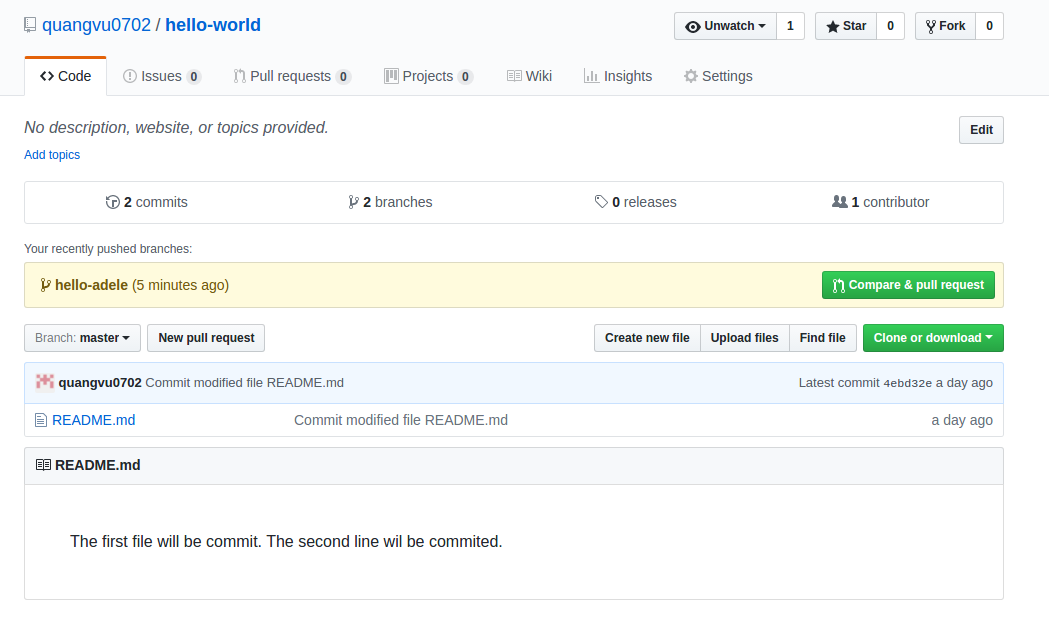 quangvu0702 / hello-world Unwatch 1 Star 0 Fork 0
Code Issues 0 Pull requests 0 Projects 0 Wiki Insights Settings
No description, website, or topics provided. Edit
Add topics
2 commits 2 branches 0 releases 1 contributor
Your recently pushed branches:
hello-adele (5 minutes ago) Compare & pull request
Branch: master New pull request Create new file Upload files Find file Clone or download
quangvu0702 Commit modified file README.md Latest commit 4ebd32e a day ago
README.md Commit modified file README.md a day ago
README.md
The first file will be commit. The second line wil be commited.